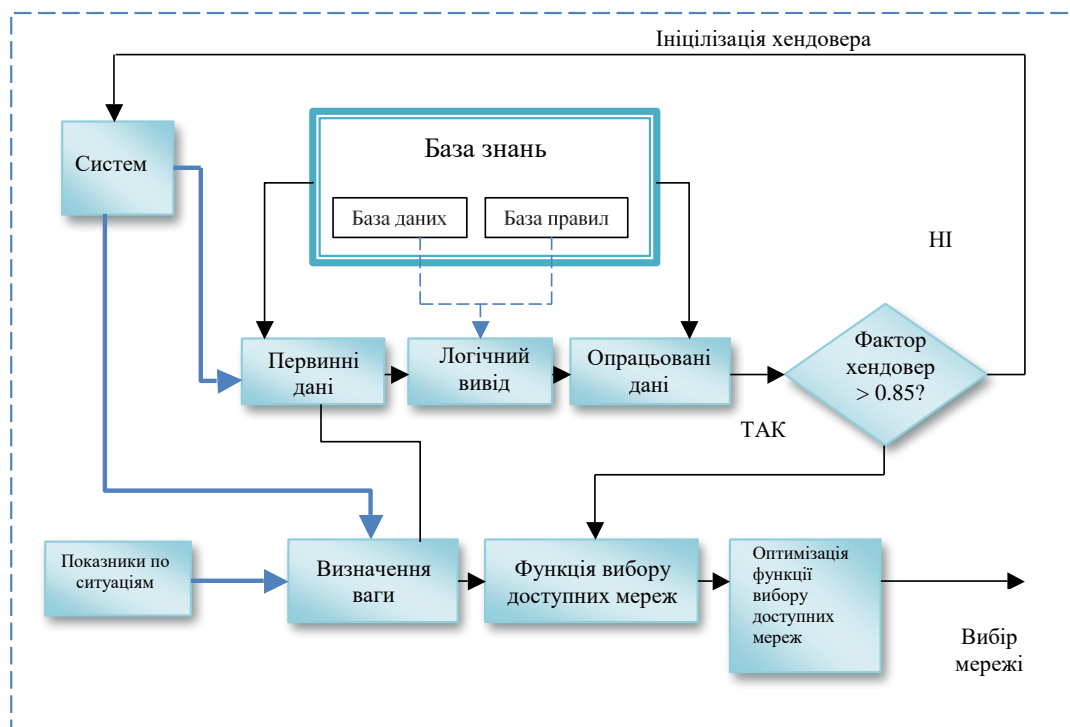 Ініцілізація хендовера
Систем
База знань
База даних
База правил
НІ
Первинні
дані
Логічний
вивід
Опрацьовані
дані
Фактор
хендовер
> 0.85?
ТАК
Показники по
ситуаціям
Визначення
ваги
Функція вибору
доступних мереж
Оптимізація
функції
вибору
доступних
мереж
Вибір
мережі